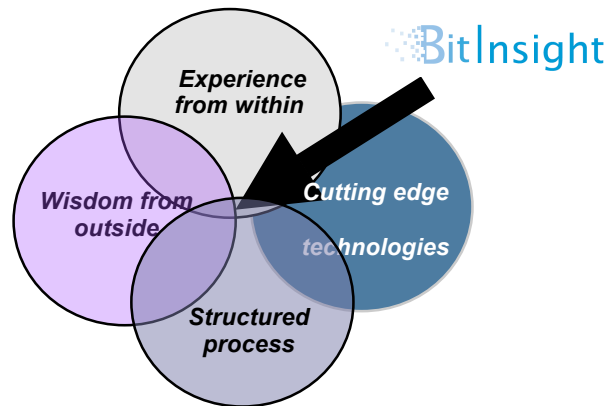 BitInsight
Experience
from within
Wisdom from
outside
Cutting edge
technologies
Structured
process